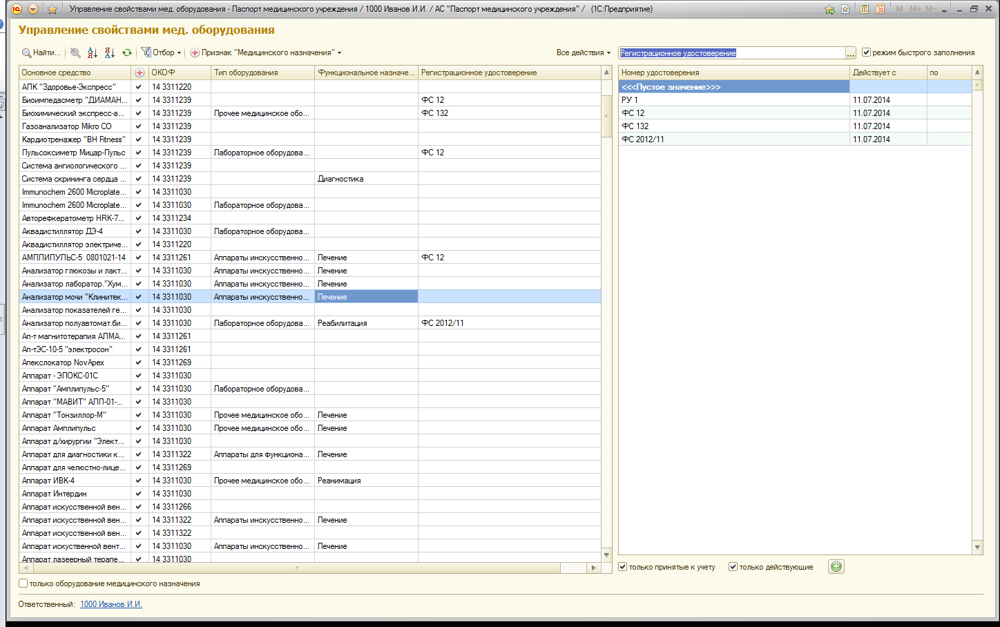 Управление свойствами мед. оборудования - Паспорт медицинского учреждения / 1000 Иванов И.И. / АС "Паспорт медицинского учреждения" / (1С:Предприятие)
M M+ M-
Управление свойствами мед. оборудования
Найти... Отбор Признак "Медицинского назначения" Все действия Регистрационное удостоверение ... режим быстрого заполнения
Основное средство ОКОФ Тип оборудования Функциональное назначе... Регистрационное удостоверение
АПК "Здоровье-Экспресс" 14 3311220
Биоимпедасметр "ДИАМАН... 14 3311239 ФС 12
Биохимический экспресс-а... 14 3311239 Прочее медицинское обо... ФС 132
Газоанализатор Mikro CO 14 3311239
Кардиотренажер "BH Fitness" 14 3311239
Пульсоксиметр Мицар-Пульс 14 3311239 Лабораторное оборудова... ФС 12
Система ангиологического ... 14 3311239
Система скрининга сердца ... 14 3311239 Диагностика
Immunochem 2600 Microplate... 14 3311030
Immunochem 2600 Microplate... 14 3311030 Лабораторное оборудова...
Авторефкератометр HRK-7... 14 3311234
Аквадистиллятор ДЭ-4 14 3311030 Лабораторное оборудова...
Аквадистиллятор электриче... 14 3311220
АМПЛИПУЛЬС-5 0801021-14 14 3311261 Аппараты инскусственно... Лечение ФС 12
Анализатор глюкозы и лакт... 14 3311030 Аппараты инскусственно... Лечение
Анализатор лаборатор."Хум... 14 3311030 Аппараты инскусственно... Лечение
Анализатор мочи "Клинитек... 14 3311030 Аппараты инскусственно... Лечение
Анализатор показателей ге... 14 3311030
Анализатор полуавтомат.би... 14 3311030 Лабораторное оборудова... Реабилитация ФС 2012/11
Ап-т магнитотерапия АЛМА... 14 3311261
Ап-тЭС-10-5 "электросон" 14 3311261
Апекслокатор NovApex 14 3311269
Аппарат - ЭЛОКС-01С 14 3311030
Аппарат "Амплипульс-5" 14 3311030 Лабораторное оборудова...
Аппарат "МАВИТ" АЛП-01-... 14 3311030
Аппарат "Тонзиллор-М" 14 3311030 Прочее медицинское обо... Лечение
Аппарат Амплипульс 14 3311030 Прочее медицинское обо... Лечение
Аппарат д/хирургии "Элект... 14 3311030
Аппарат для диагностики к... 14 3311322 Аппараты для функциона... Лечение
Аппарат для челюстно-лице... 14 3311269
Аппарат ИВК-4 14 3311030 Прочее медицинское обо... Реанимация
Аппарат Интердин 14 3311030
Аппарат искусственной вен... 14 3311266
Аппарат искусственной вен... 14 3311322 Аппараты инскусственно... Лечение
Аппарат искусственной вен... 14 3311322
Аппарат искуственной вент... 14 3311030 Аппараты инскусственно... Лечение
Аппарат лазеерный терапе... 14 3311030
Номер удостоверения Действует с по
<<<Пустое значение>>>
РУ 1 11.07.2014
ФС 12 11.07.2014
ФС 132 11.07.2014
ФС 2012/11 11.07.2014
только принятые к учету только действующие
только оборудование медицинского назначения
Ответственный: 1000 Иванов И.И.